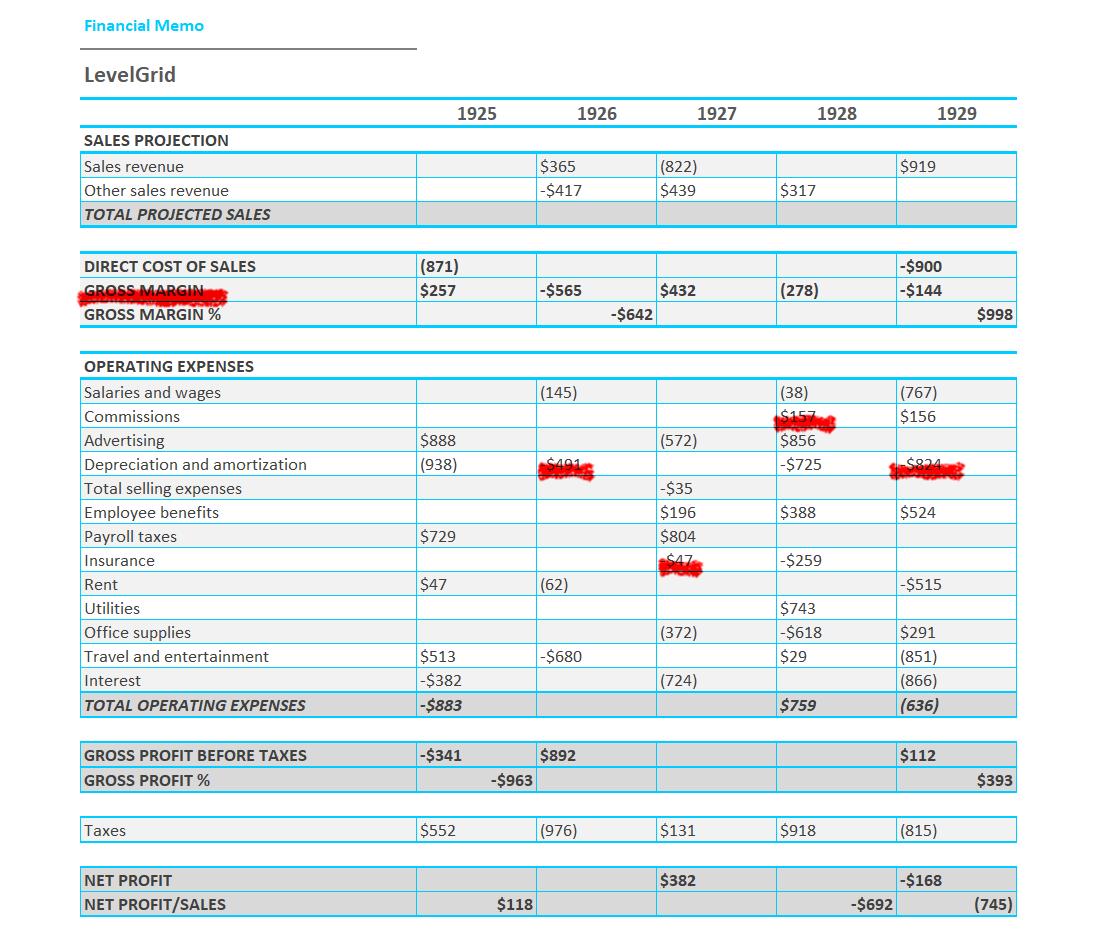 Financial Memo
LevelGrid
1925 1926 1927 1928 1929
SALES PROJECTION
Sales revenue $365 (822) $919
Other sales revenue -$417 $439 $317
TOTAL PROJECTED SALES
DIRECT COST OF SALES (871) -$900
GROSS MARGIN $257 -$565 $432 (278) -$144
GROSS MARGIN % -$642 $998
OPERATING EXPENSES
Salaries and wages (145) (38) (767)
Commissions $157 $156
Advertising $888 (572) $856
Depreciation and amortization (938) -$491 -$725 -$824
Total selling expenses -$35
Employee benefits $196 $388 $524
Payroll taxes $729 $804
Insurance -$47 -$259
Rent $47 (62) -$515
Utilities $743
Office supplies (372) -$618 $291
Travel and entertainment $513 -$680 $29 (851)
Interest -$382 (724) (866)
TOTAL OPERATING EXPENSES -$883 $759 (636)
GROSS PROFIT BEFORE TAXES -$341 $892 $112
GROSS PROFIT % -$963 $393
Taxes $552 (976) $131 $918 (815)
NET PROFIT $382 -$168
NET PROFIT/SALES $118 -$692 (745)